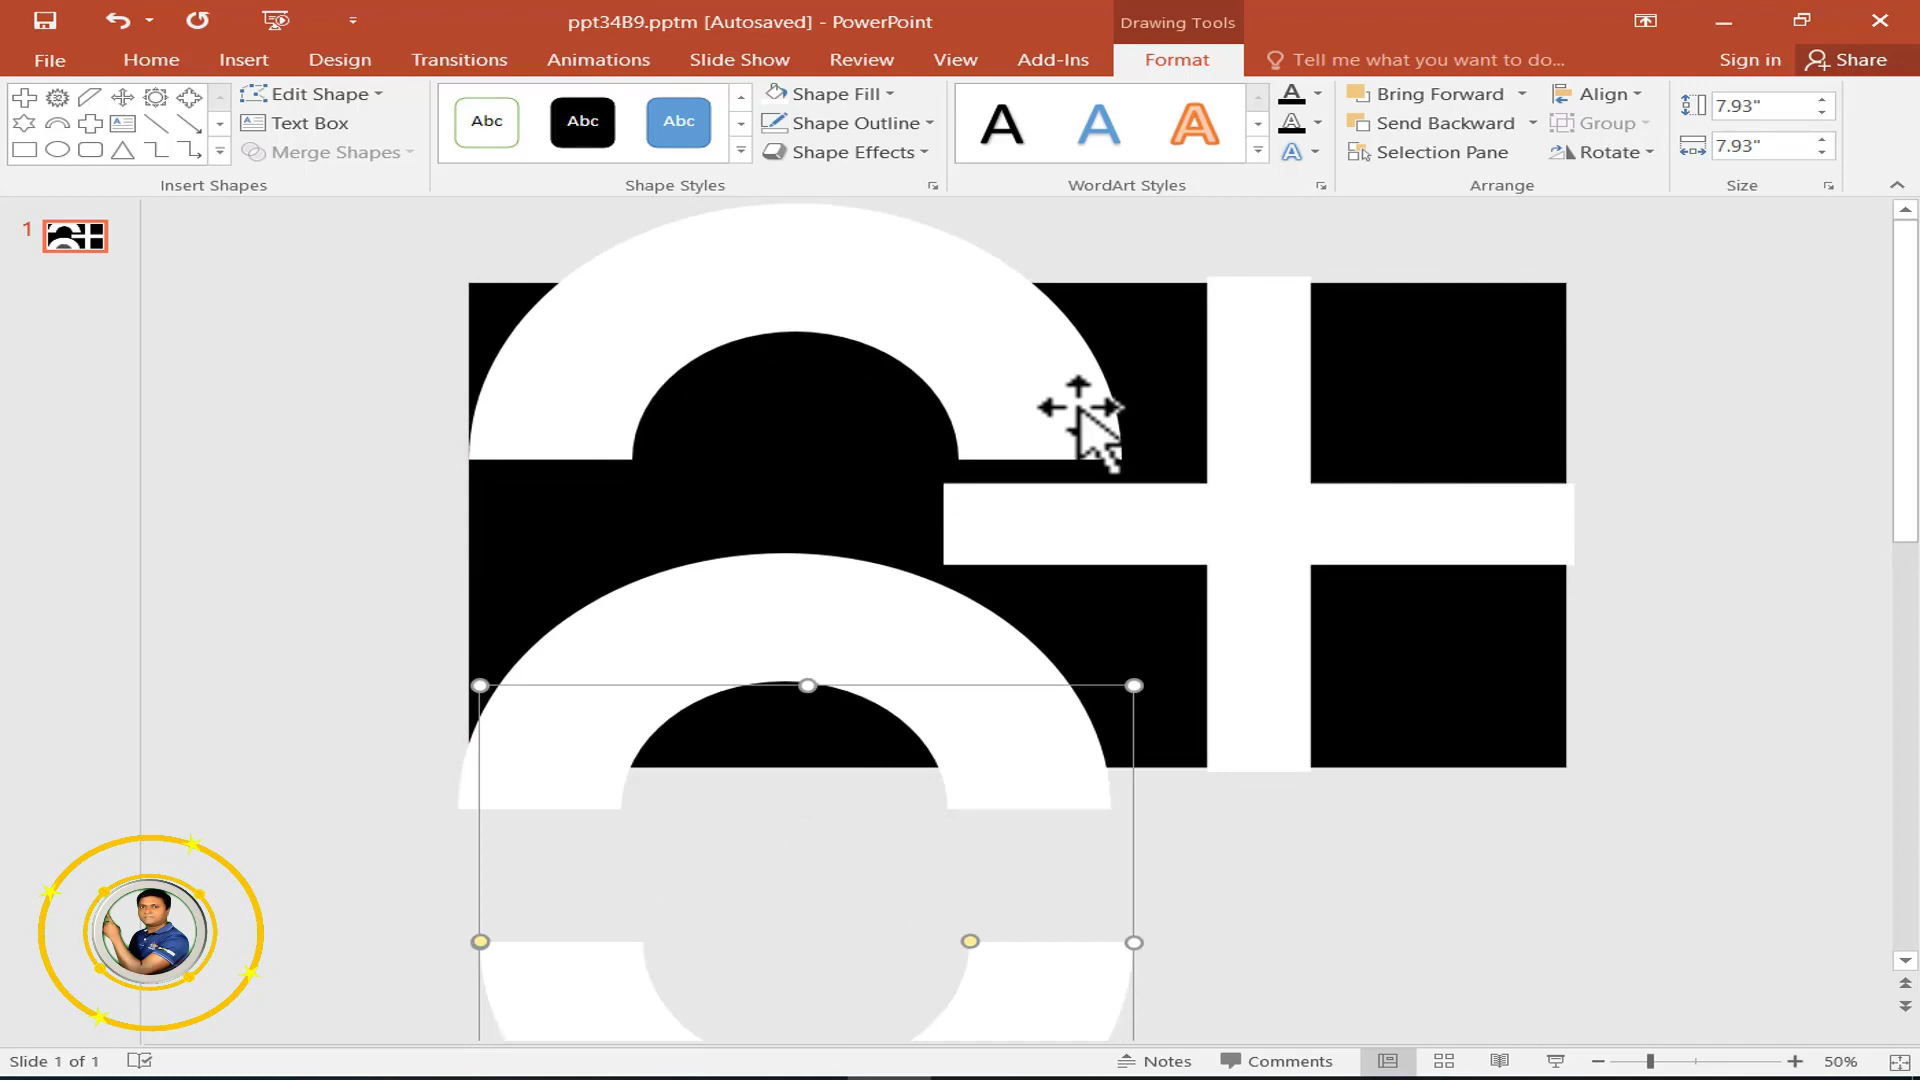 ppt34B9.pptm [Autosaved] - PowerPoint
Drawing Tools
File
Home
Insert
Design
Transitions
Animations
Slide Show
Review
View
Add-Ins
Format
Tell me what you want to do...
Sign in
Share
Edit Shape
Text Box
Merge Shapes
Insert Shapes
Abc
Abc
Abc
Shape Fill
Shape Outline
Shape Effects
Shape Styles
A
A
A
WordArt Styles
A
A
A
Bring Forward
Send Backward
Selection Pane
Align
Group
Rotate
Arrange
7.93"
7.93"
Size
1
Slide 1 of 1
Notes
Comments
50%